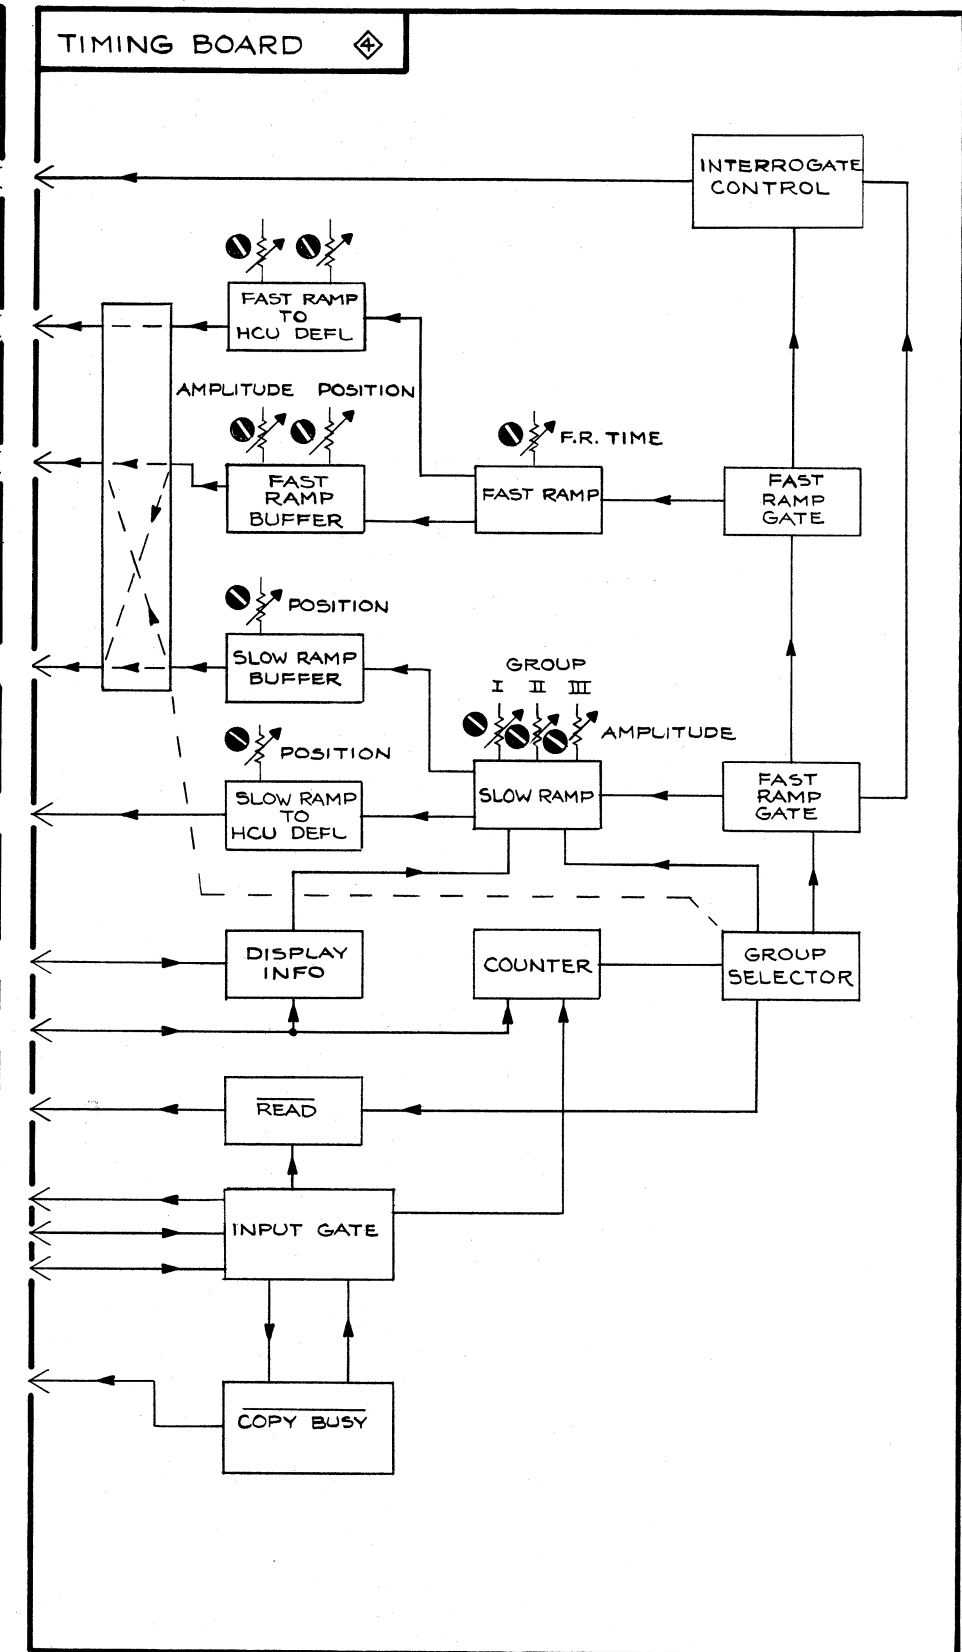 TIMING BOARD 4
INTERROGATE
CONTROL
FAST RAMP
TO
HCU DEFL
AMPLITUDE POSITION
F.R. TIME
FAST
RAMP
BUFFER
FAST RAMP
FAST
RAMP
GATE
POSITION
SLOW RAMP
BUFFER
GROUP
I II III
AMPLITUDE
POSITION
SLOW RAMP
TO
HCU DEFL
SLOW RAMP
FAST
RAMP
GATE
DISPLAY
INFO
COUNTER
GROUP
SELECTOR
READ
INPUT GATE
COPY BUSY